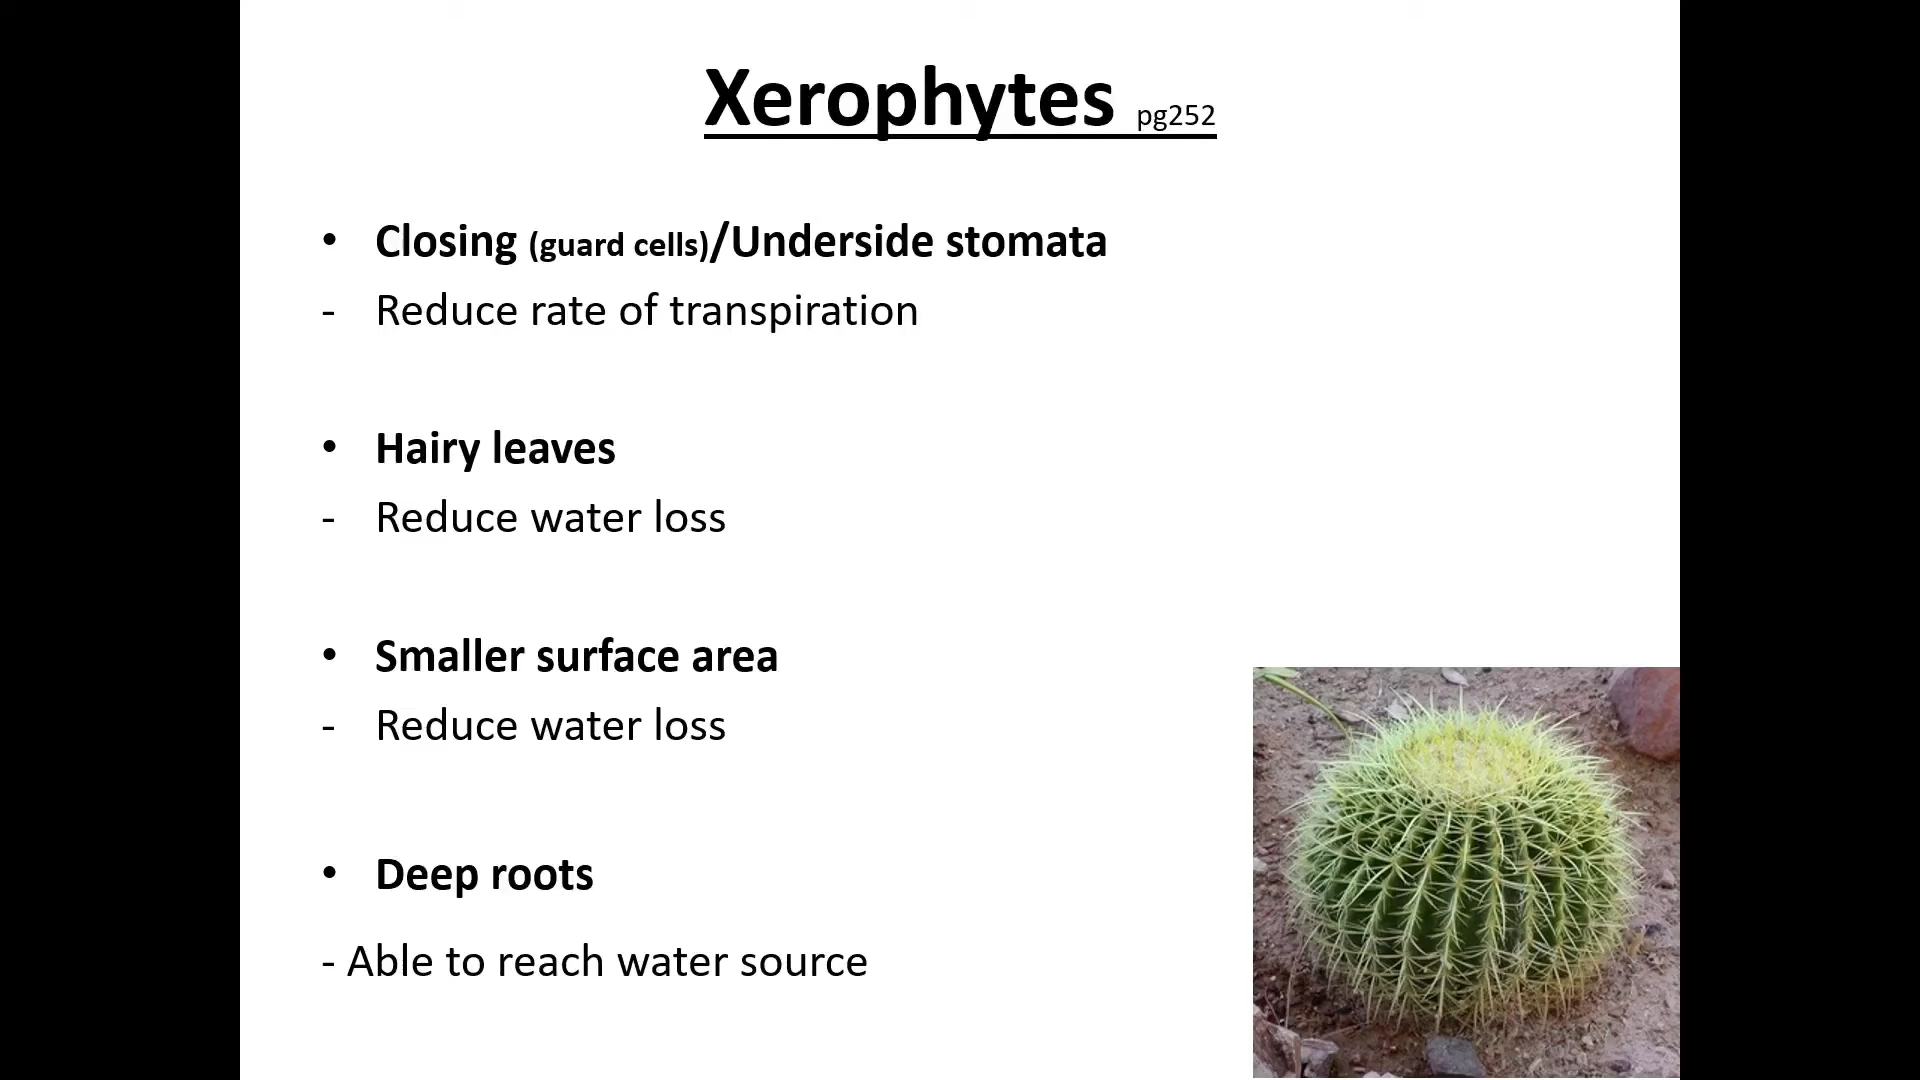 Xerophytes pg252
• Closing (guard cells)/Underside stomata
- Reduce rate of transpiration
• Hairy leaves
- Reduce water loss
• Smaller surface area
- Reduce water loss
• Deep roots
- Able to reach water source